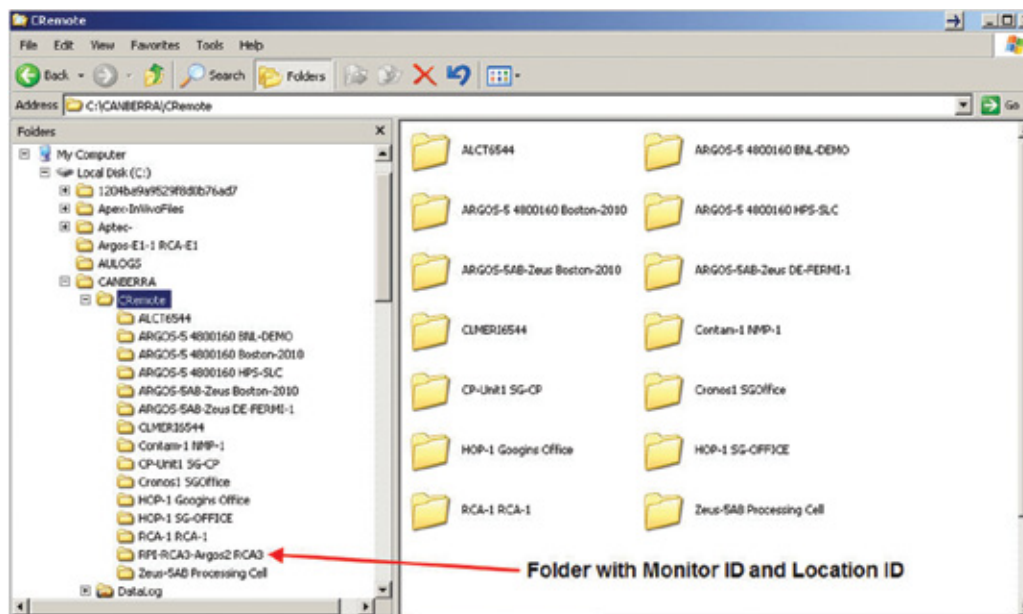 CRemote
File Edit View Favorites Tools Help
Back Search Folders
Address C:\CANBERRA\CRemote Go
Folders
My Computer
Local Disk (C:)
1204ba9a9529f8d0b76ad7
Apex-InVivoFiles
Aptec-
Argos-E1-1 RCA-E1
AULOGS
CANBERRA
CRemote
ALCT6544
ARGOS-5 4800160 BNL-DEMO
ARGOS-5 4800160 Boston-2010
ARGOS-5 4800160 HPS-SLC
ARGOS-5AB-Zeus Boston-2010
ARGOS-5AB-Zeus DE-FERMI-1
CLMERI6544
Contam-1 NMP-1
CP-Unit1 SG-CP
Cronos1 SGOffice
HOP-1 Googins Office
HOP-1 SG-OFFICE
RCA-1 RCA-1
RPI-RCA3-Argos2 RCA3
Zeus-5AB Processing Cell
DataLog
ALCT6544 ARGOS-5 4800160 BNL-DEMO
ARGOS-5 4800160 Boston-2010 ARGOS-5 4800160 HPS-SLC
ARGOS-5AB-Zeus Boston-2010 ARGOS-5AB-Zeus DE-FERMI-1
CLMERI6544 Contam-1 NMP-1
CP-Unit1 SG-CP Cronos1 SGOffice
HOP-1 Googins Office HOP-1 SG-OFFICE
RCA-1 RCA-1 Zeus-5AB Processing Cell
Folder with Monitor ID and Location ID